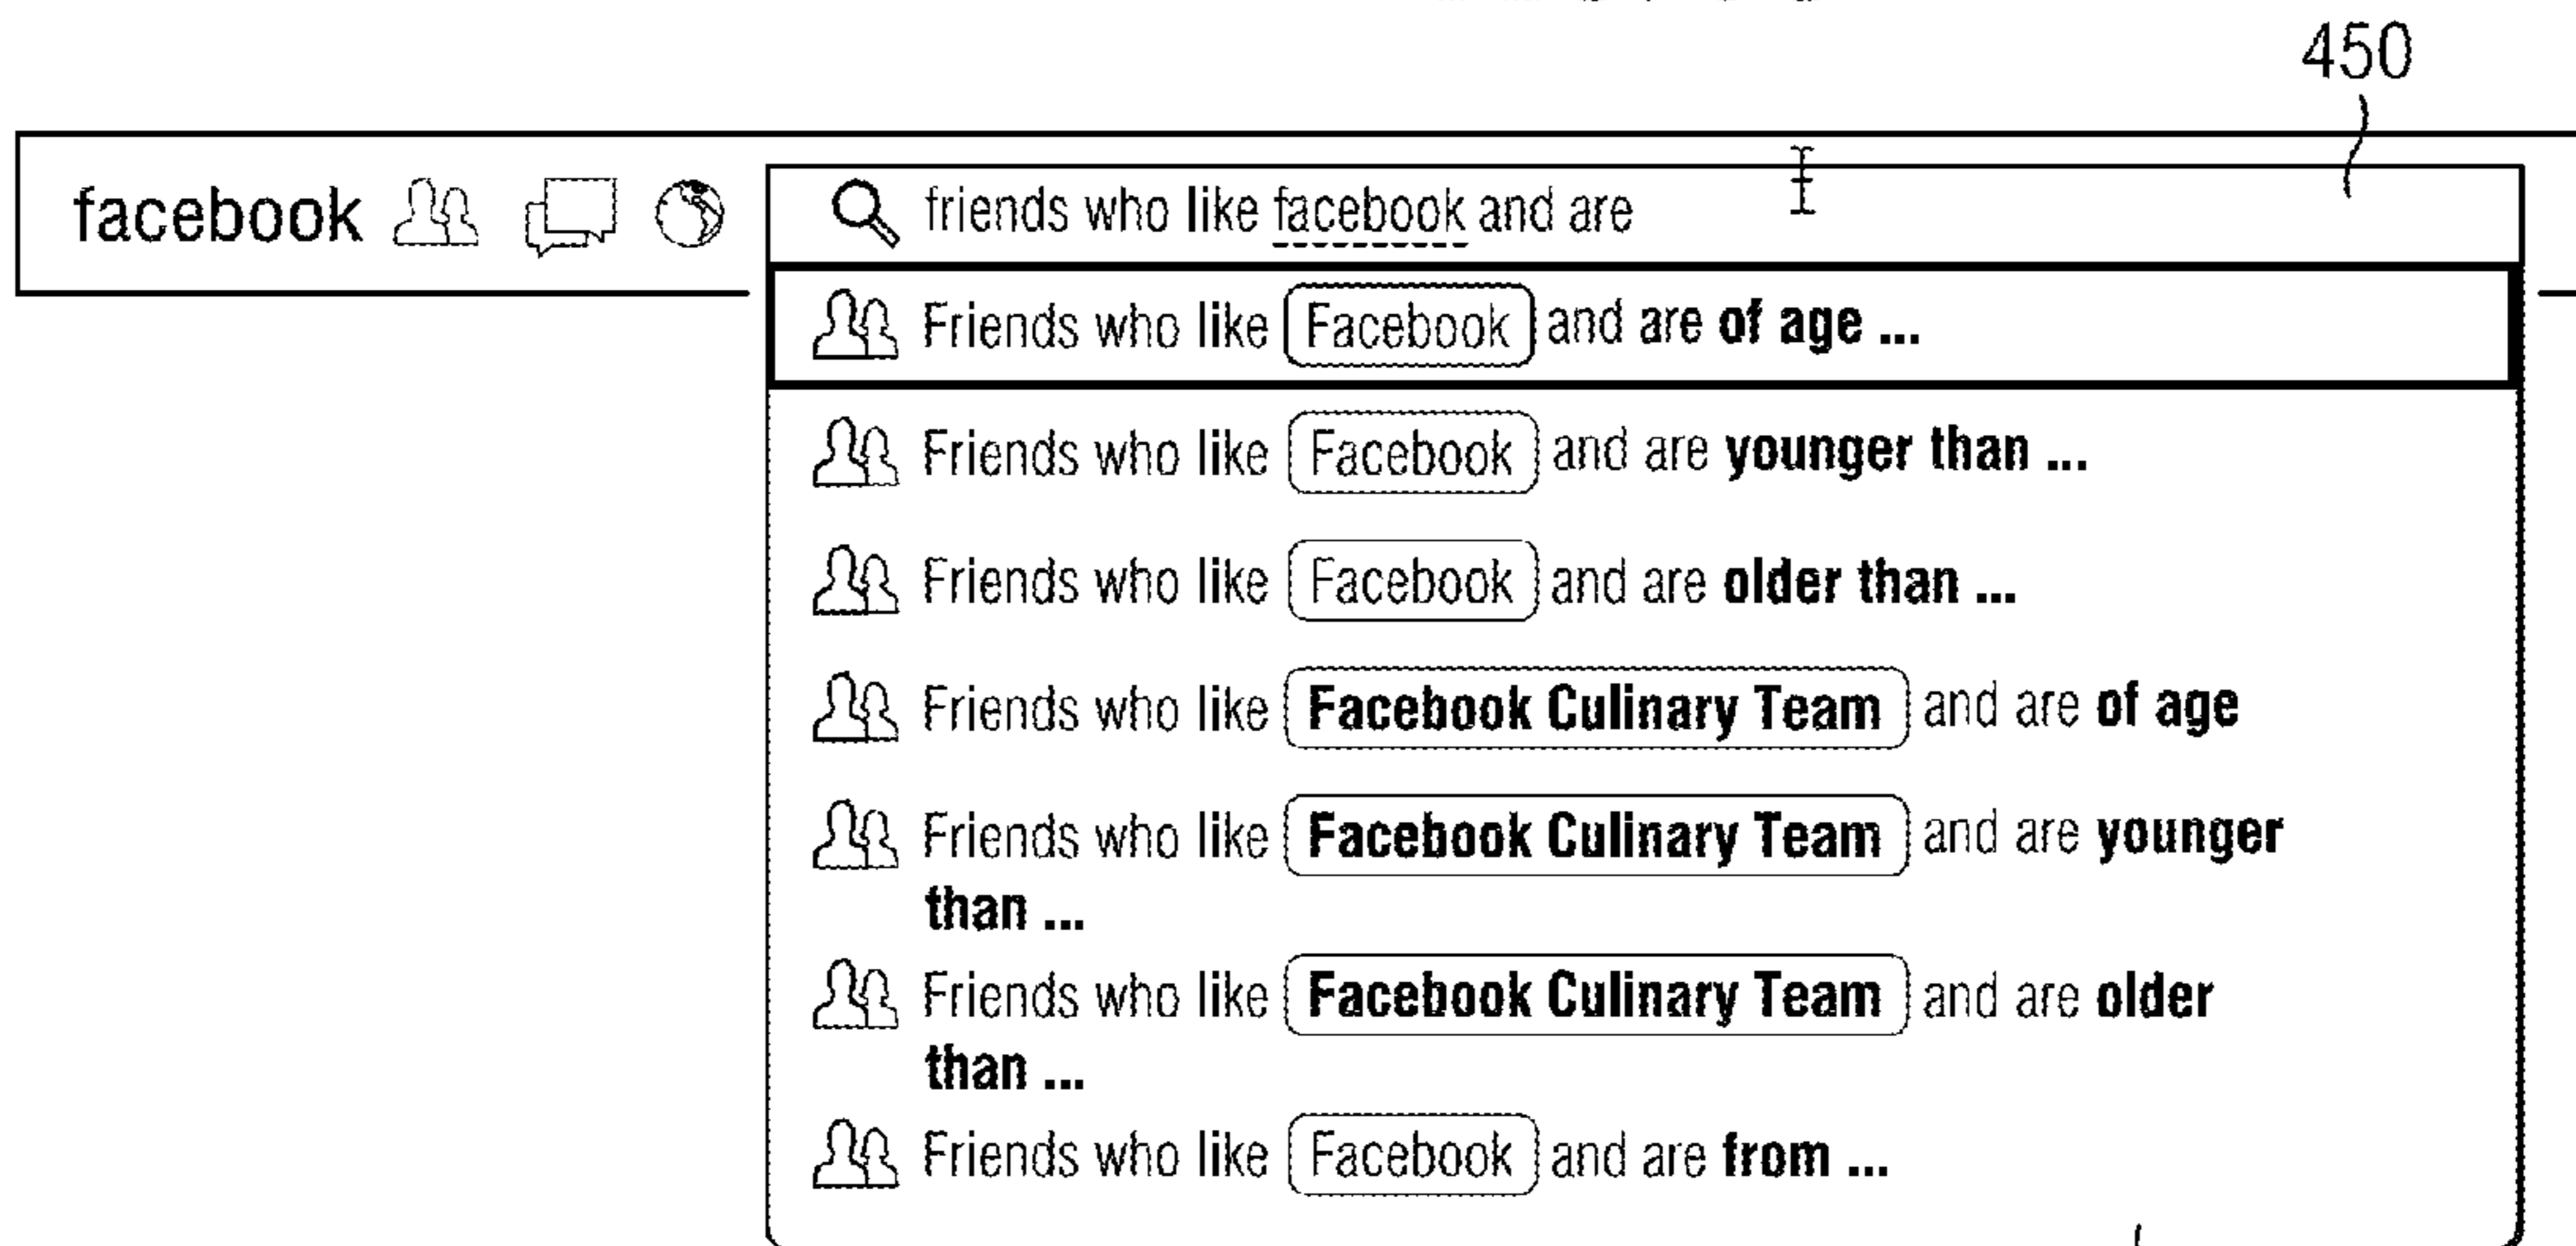 450
facebook
friends who like facebook and are
Friends who like Facebook and are of age ...
Friends who like Facebook and are younger than ...
Friends who like Facebook and are older than ...
Friends who like Facebook Culinary Team and are of age
Friends who like Facebook Culinary Team and are younger
than ...
Friends who like Facebook Culinary Team and are older
than ...
Friends who like Facebook and are from ...